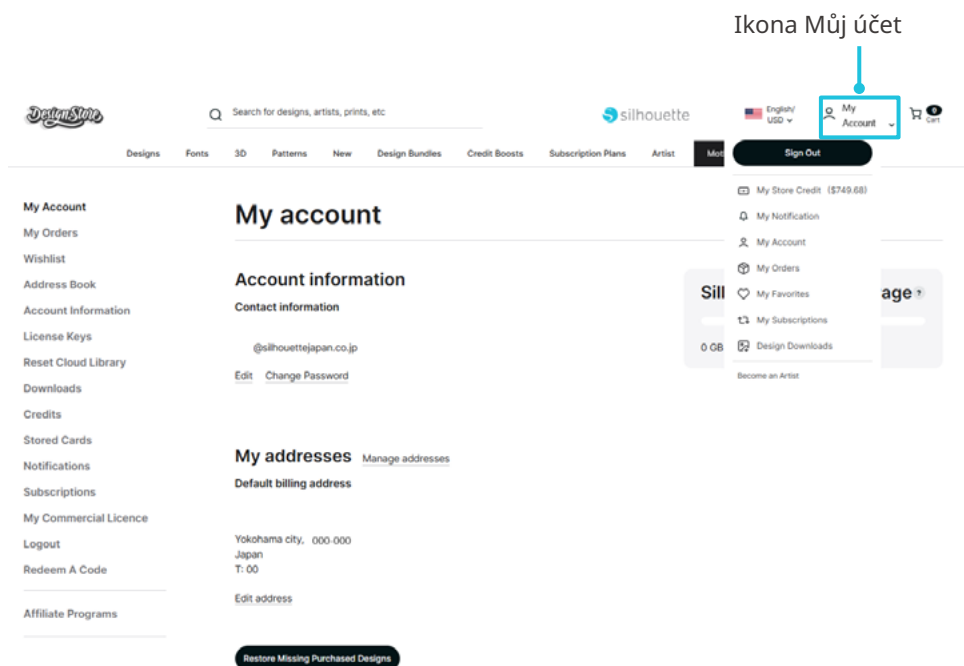 Ikona Můj účet
Design Store
Search for designs, artists, prints, etc
silhouette
English/
USD
My
Account
0
Cart
Designs Fonts 3D Patterns New Design Bundles Credit Boosts Subscription Plans Artist Mot
Sign Out
My Store Credit ($749.68)
My Notification
My Account
My Orders
My Favorites
My Subscriptions
Design Downloads
Become an Artist
My Account
My Orders
Wishlist
Address Book
Account Information
License Keys
Reset Cloud Library
Downloads
Credits
Stored Cards
Notifications
Subscriptions
My Commercial Licence
Logout
Redeem A Code
Affiliate Programs
My account
Account information
Contact information
@silhouettejapan.co.jp
Edit Change Password
Sill age ?
0 GB
My addresses Manage addresses
Default billing address
Yokohama city, 000-000
Japan
T: 00
Edit address
Restore Missing Purchased Designs